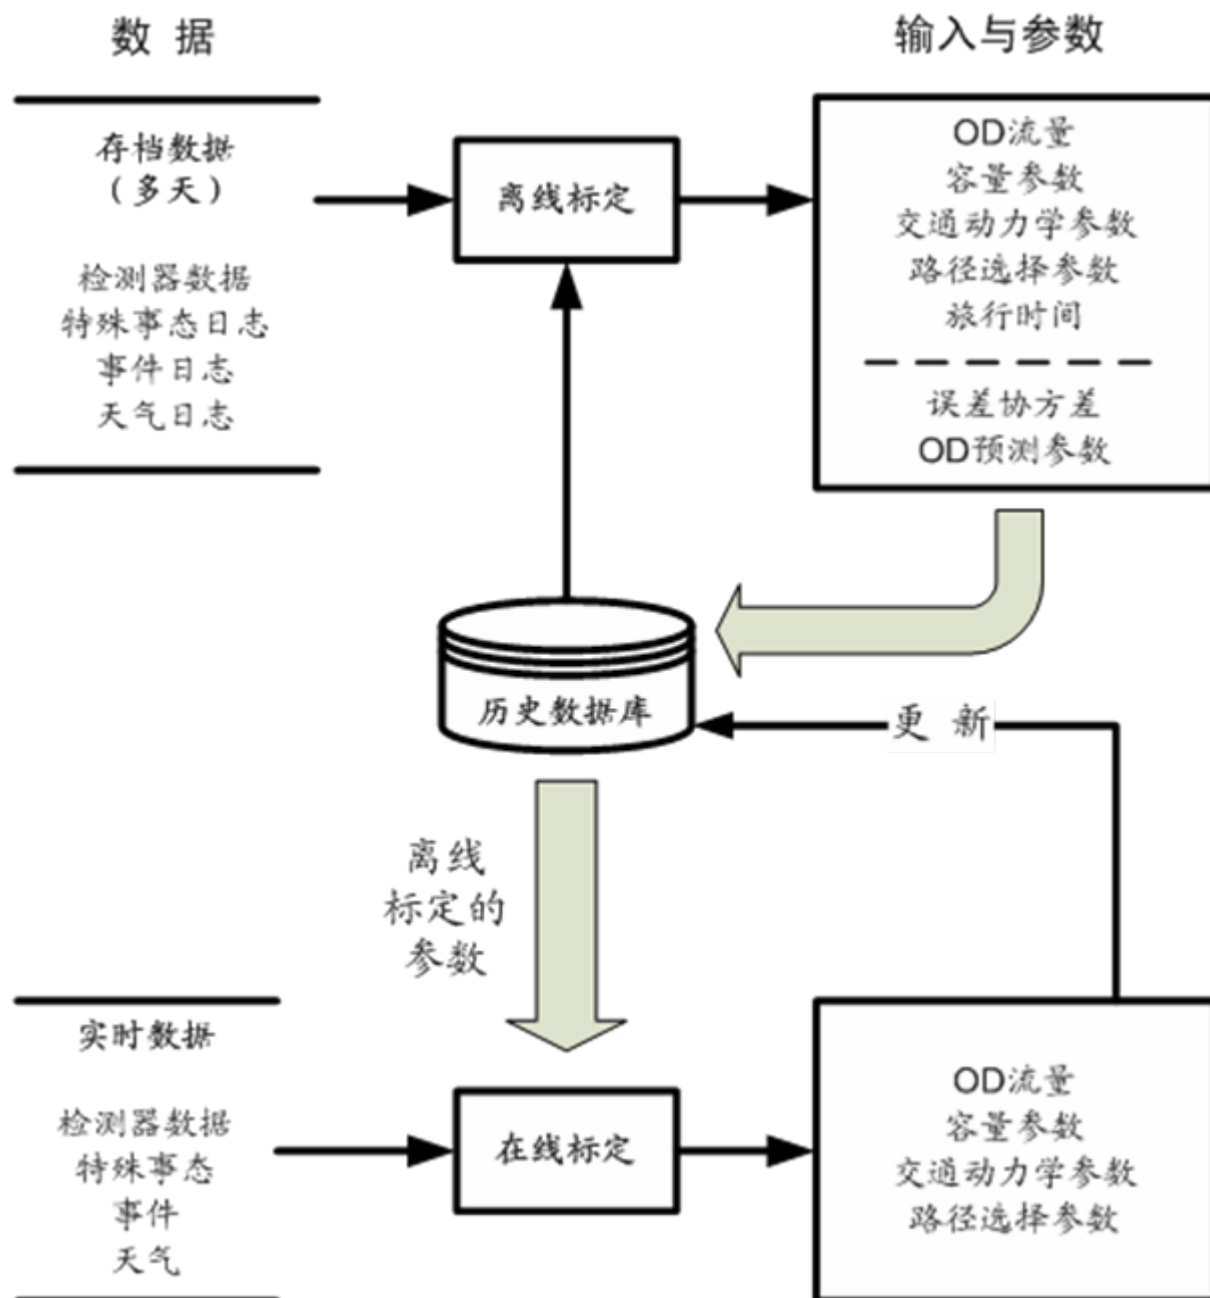 数 据
输入与参数
存档数据
（多天）
检测器数据
特殊事态日志
事件日志
天气日志
离线标定
OD流量
容量参数
交通动力学参数
路径选择参数
旅行时间
误差协方差
OD预测参数
历史数据库
更 新
离线
标定的
参数
实时数据
检测器数据
特殊事态
事件
天气
在线标定
OD流量
容量参数
交通动力学参数
路径选择参数